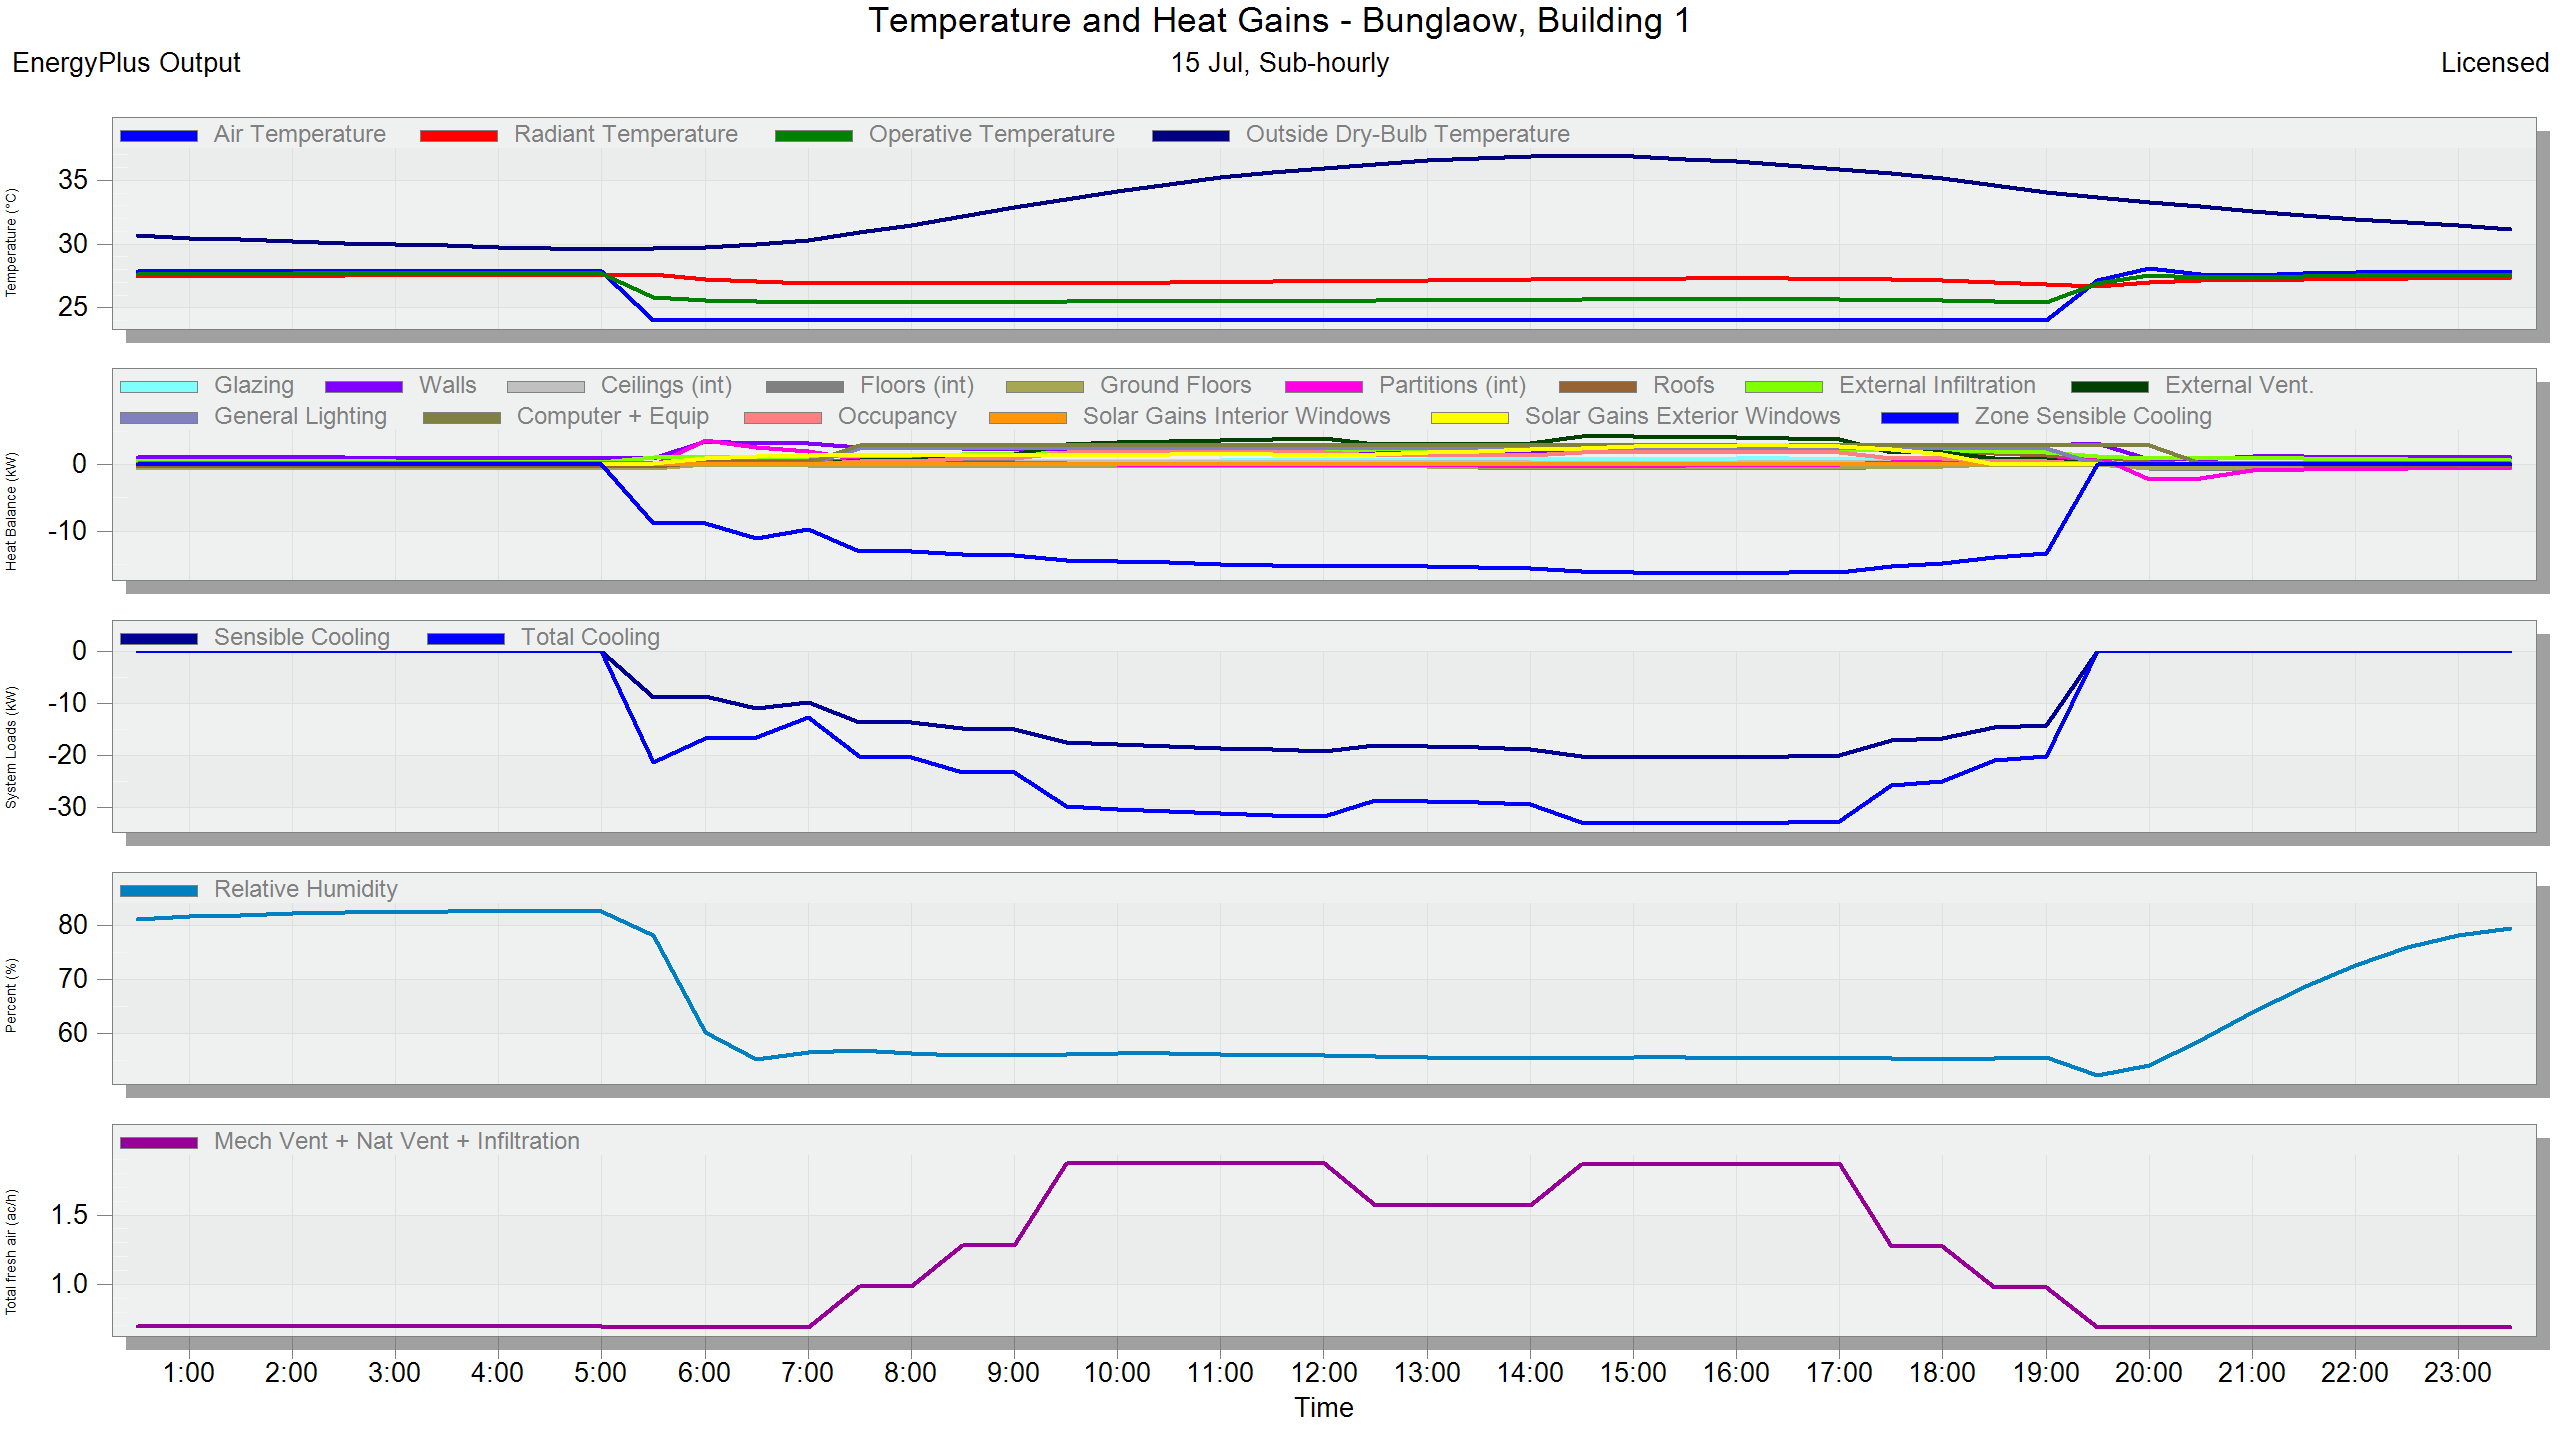 Temperature and Heat Gains - Bunglaow, Building 1
EnergyPlus Output 15 Jul, Sub-hourly Licensed
Air Temperature Radiant Temperature Operative Temperature Outside Dry-Bulb Temperature
Temperature (°C)
35
30
25
Glazing Walls Ceilings (int) Floors (int) Ground Floors Partitions (int) Roofs External Infiltration External Vent.
General Lighting Computer + Equip Occupancy Solar Gains Interior Windows Solar Gains Exterior Windows Zone Sensible Cooling
Heat Balance (kW)
0
-10
Sensible Cooling Total Cooling
System Loads (kW)
0
-10
-20
-30
Relative Humidity
Percent (%)
80
70
60
Mech Vent + Nat Vent + Infiltration
Total fresh air (ac/h)
1.5
1.0
1:00 2:00 3:00 4:00 5:00 6:00 7:00 8:00 9:00 10:00 11:00 12:00 13:00 14:00 15:00 16:00 17:00 18:00 19:00 20:00 21:00 22:00 23:00
Time